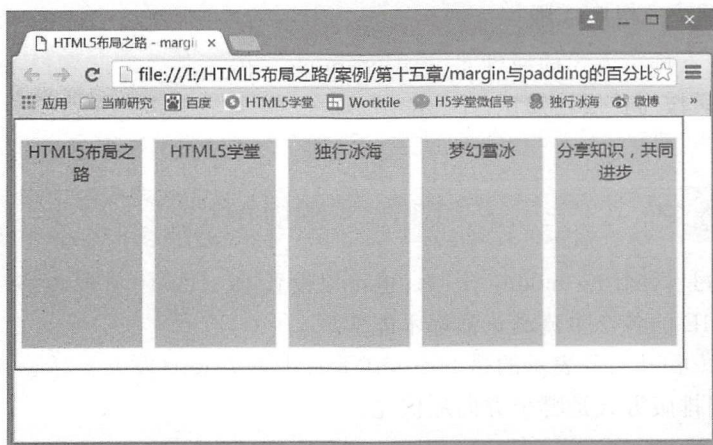 HTML5布局之路 - margi
file:///I:/HTML5布局之路/案例/第十五章/margin与padding的百分比
应用 当前研究 百度 HTML5学堂 Worktile H5学堂微信号 独行冰海 微博 »
HTML5布局之路
HTML5学堂
独行冰海
梦幻雪冰
分享知识，共同进步